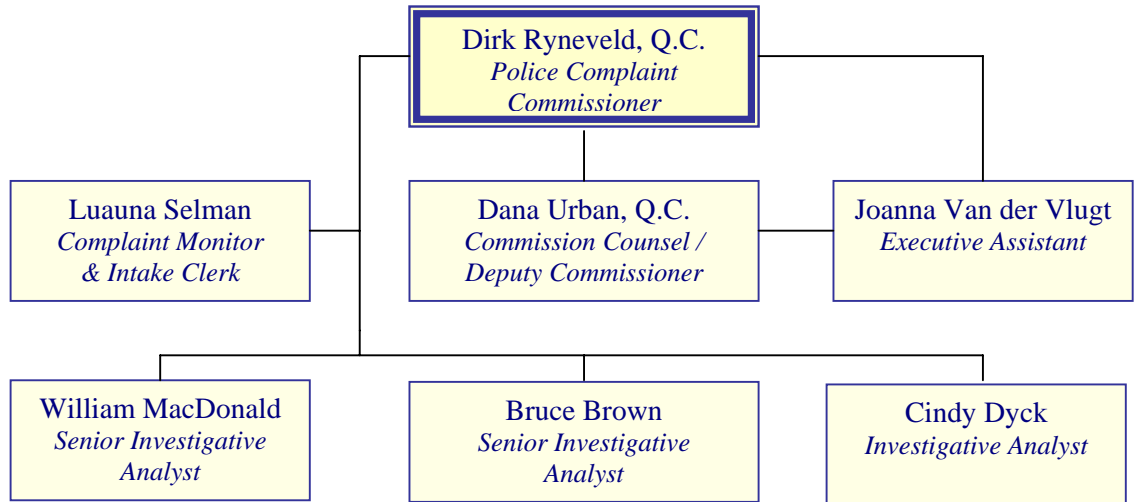 Dirk Ryneveld, Q.C.
Police Complaint
Commissioner
Luauna Selman
Complaint Monitor
& Intake Clerk
Dana Urban, Q.C.
Commission Counsel /
Deputy Commissioner
Joanna Van der Vlugt
Executive Assistant
William MacDonald
Senior Investigative
Analyst
Bruce Brown
Senior Investigative
Analyst
Cindy Dyck
Investigative Analyst